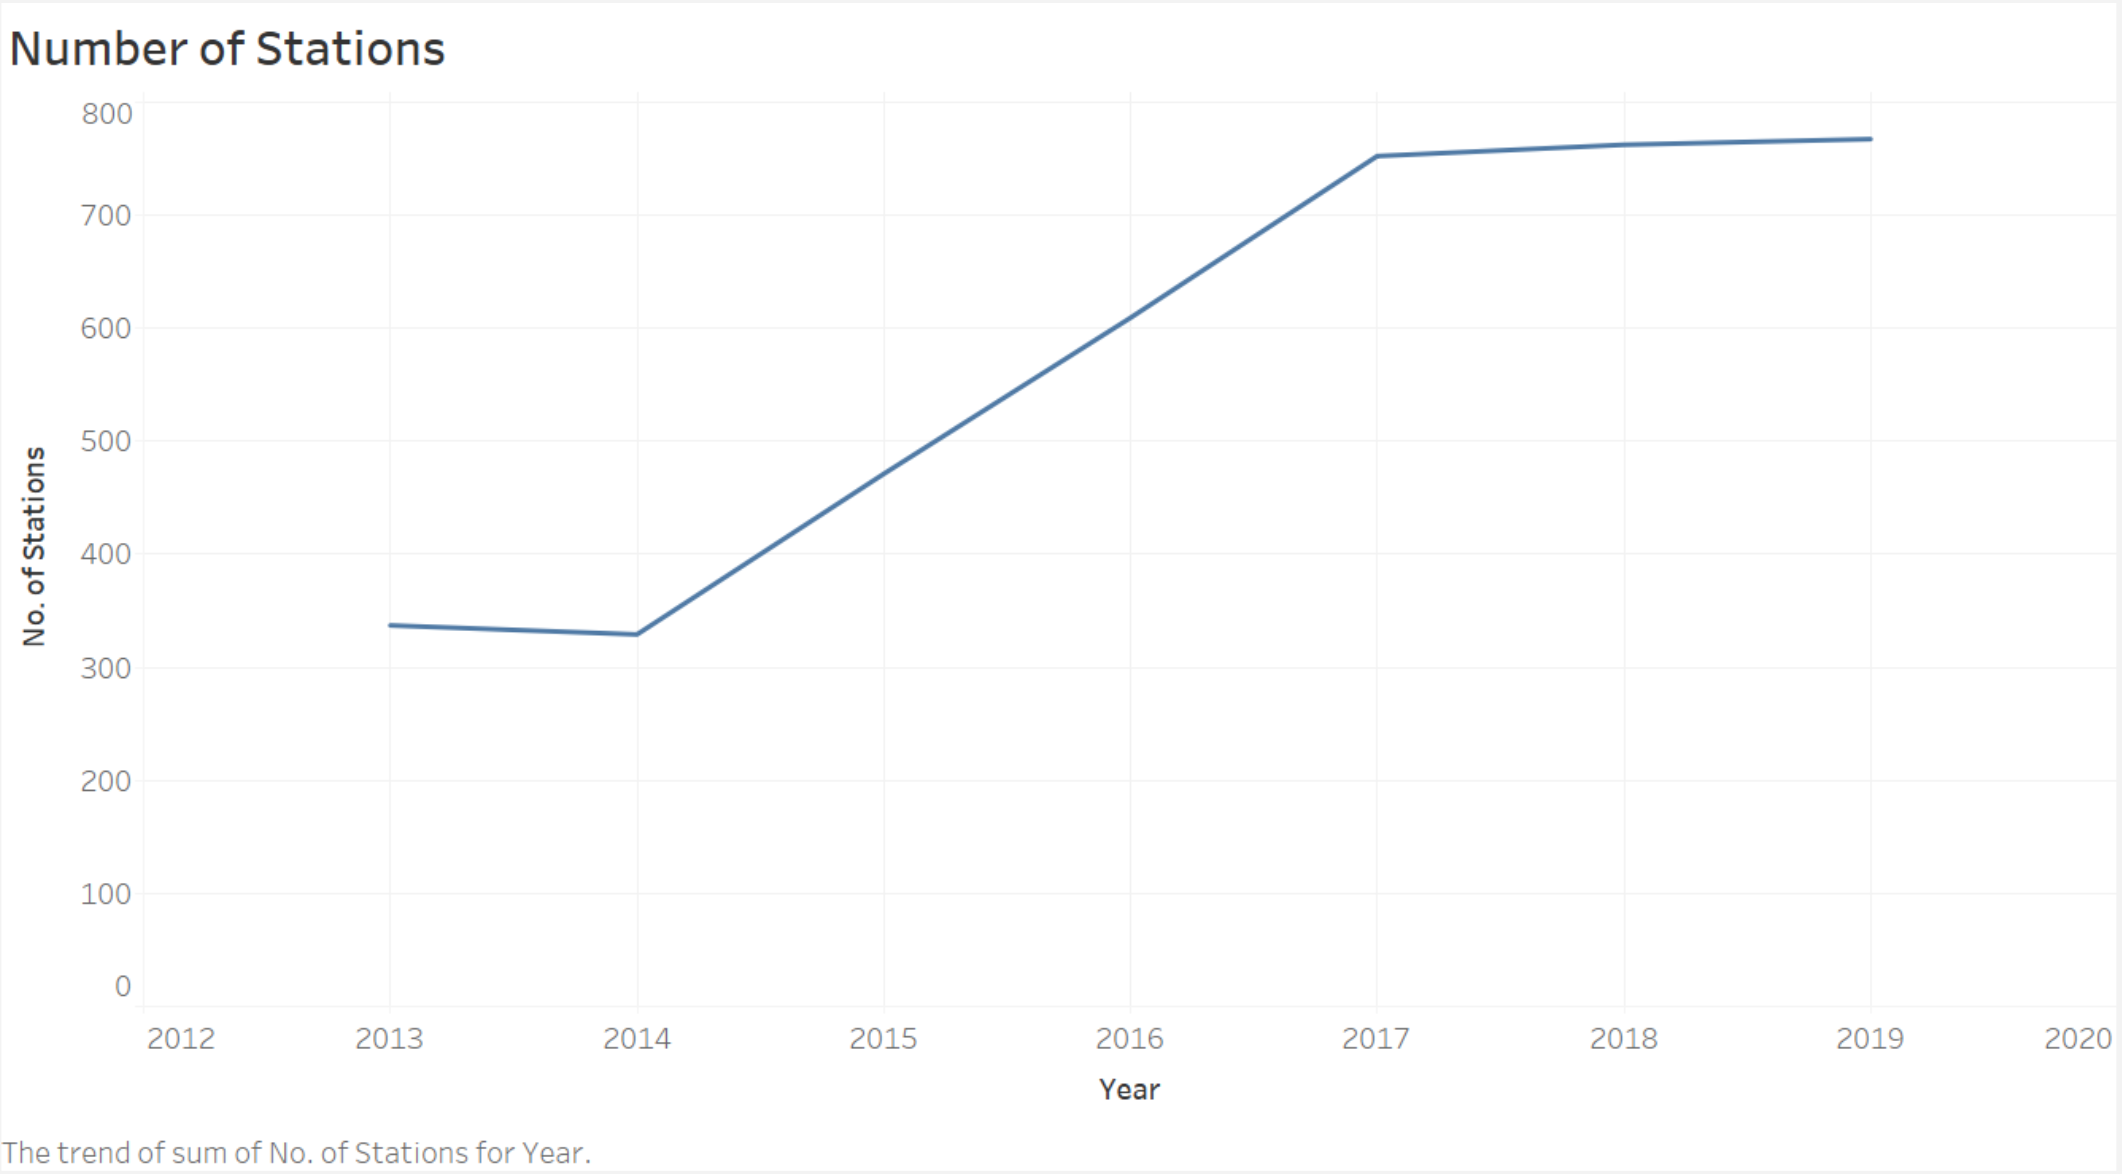 Number of Stations
800
700
600
500
400
300
200
100
0
No. of Stations
2012 2013 2014 2015 2016 2017 2018 2019 2020
Year
The trend of sum of No. of Stations for Year.